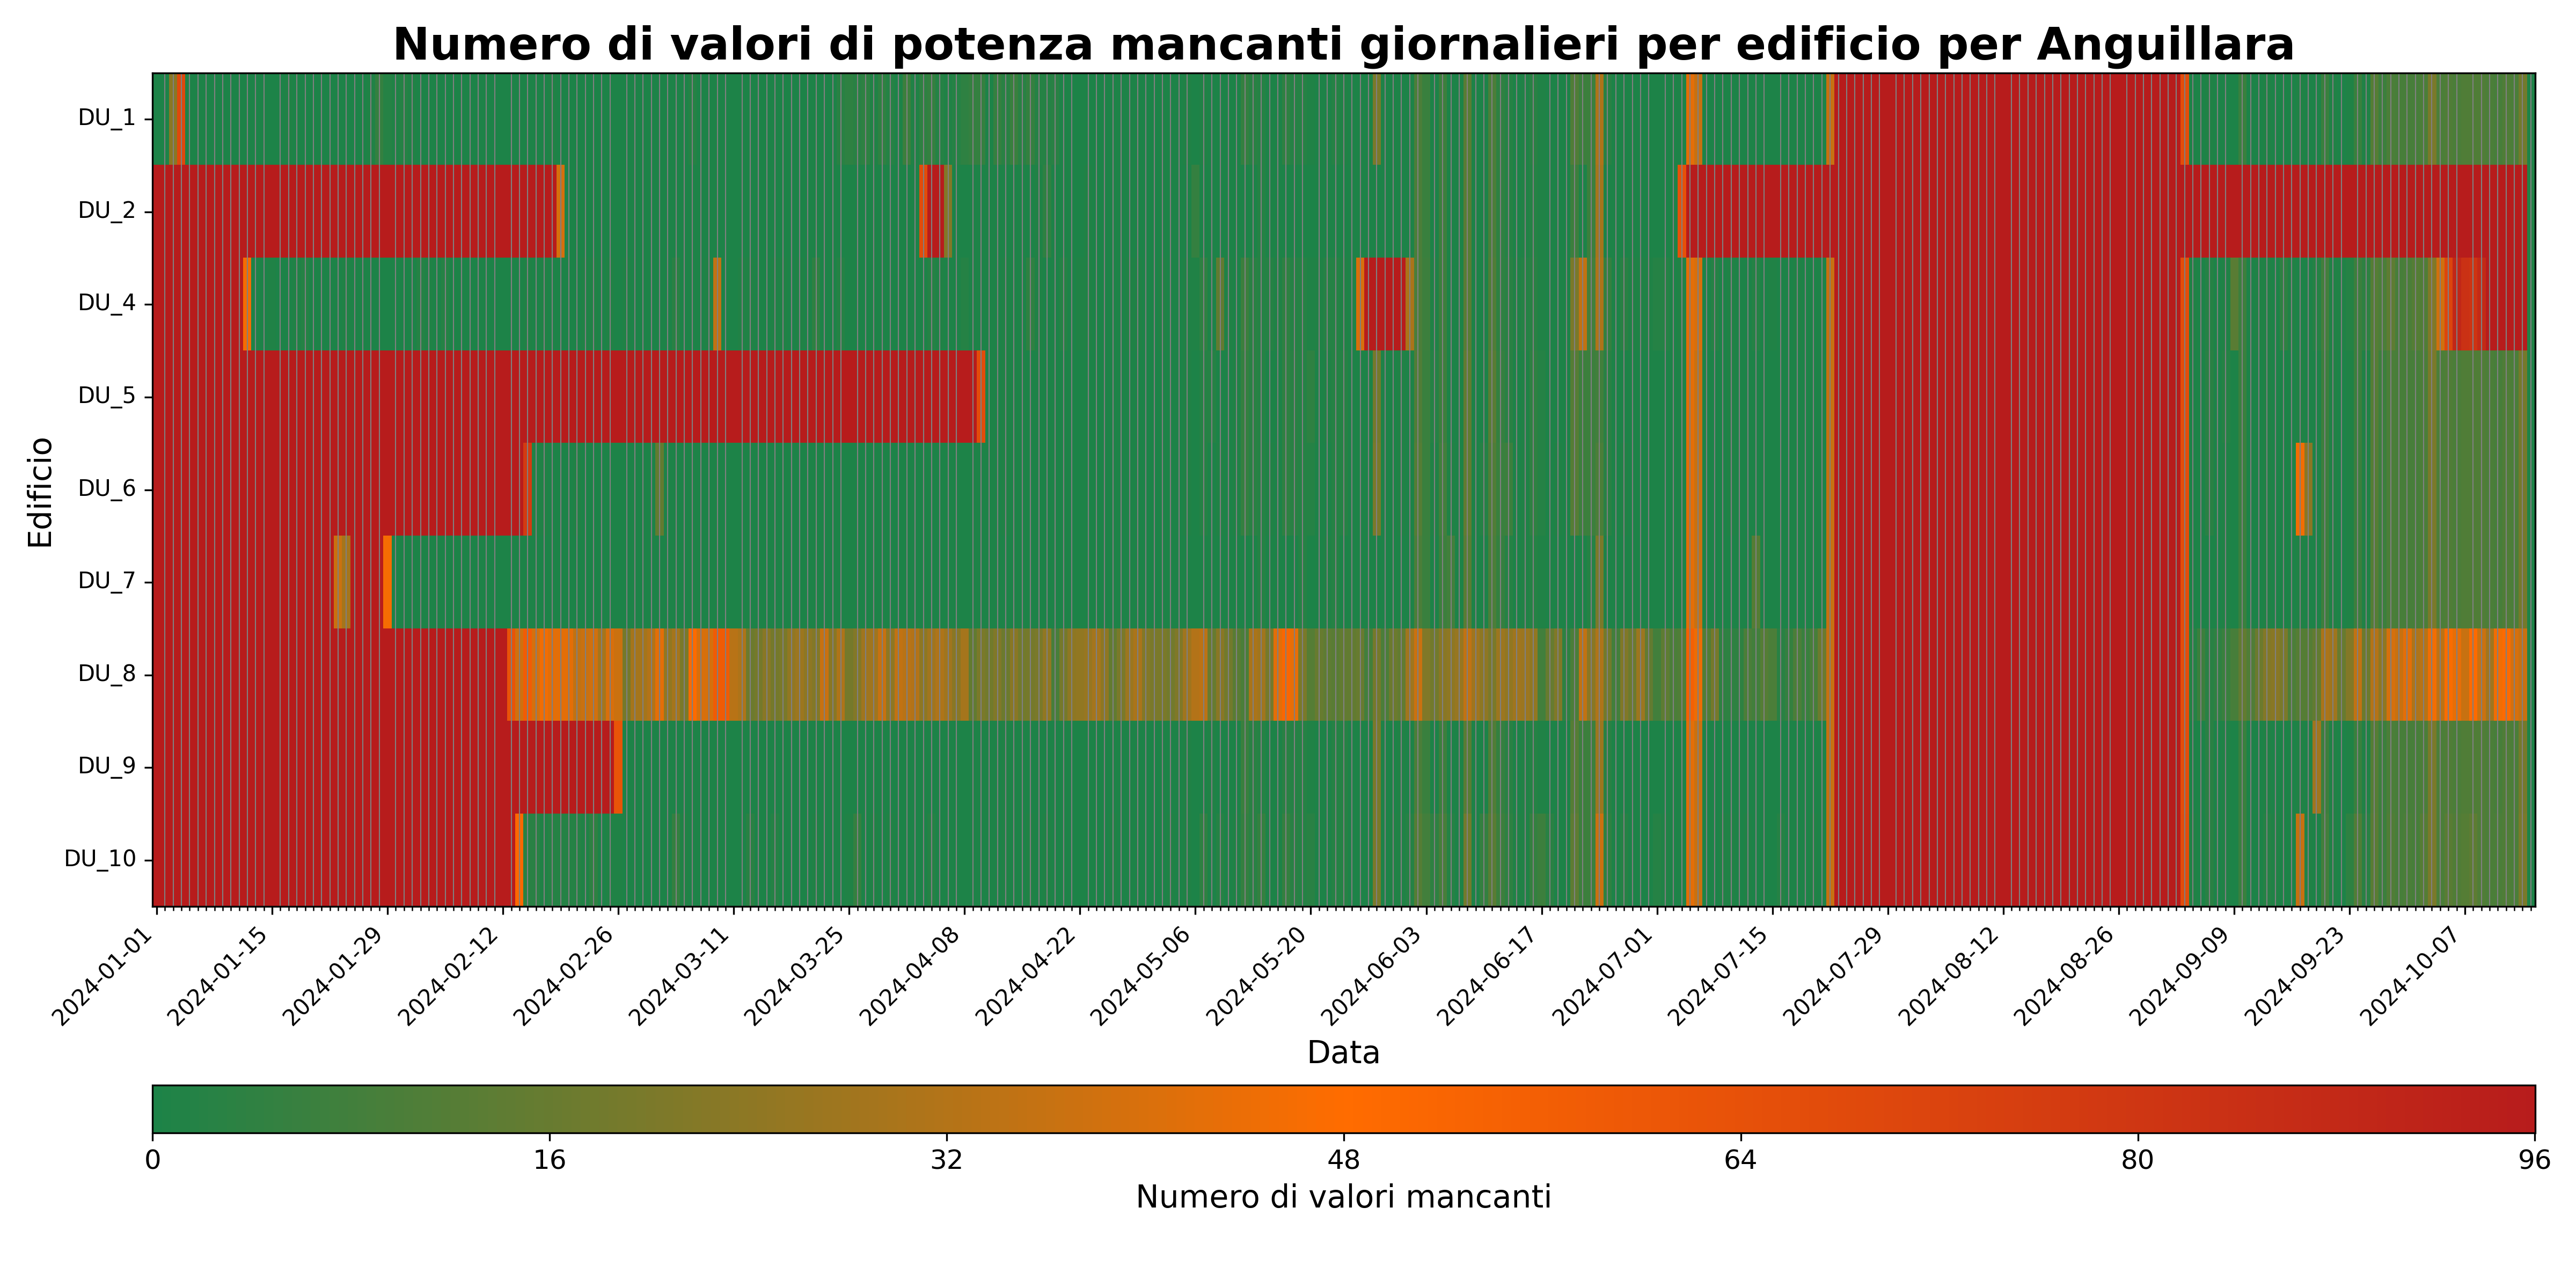 Numero di valori di potenza mancanti giornalieri per edificio per Anguillara
Edificio
DU_1
DU_2
DU_4
DU_5
DU_6
DU_7
DU_8
DU_9
DU_10
2024-01-01
2024-01-15
2024-01-29
2024-02-12
2024-02-26
2024-03-11
2024-03-25
2024-04-08
2024-04-22
2024-05-06
2024-05-20
2024-06-03
2024-06-17
2024-07-01
2024-07-15
2024-07-29
2024-08-12
2024-08-26
2024-09-09
2024-09-23
2024-10-07
Data
0 16 32 48 64 80 96
Numero di valori mancanti